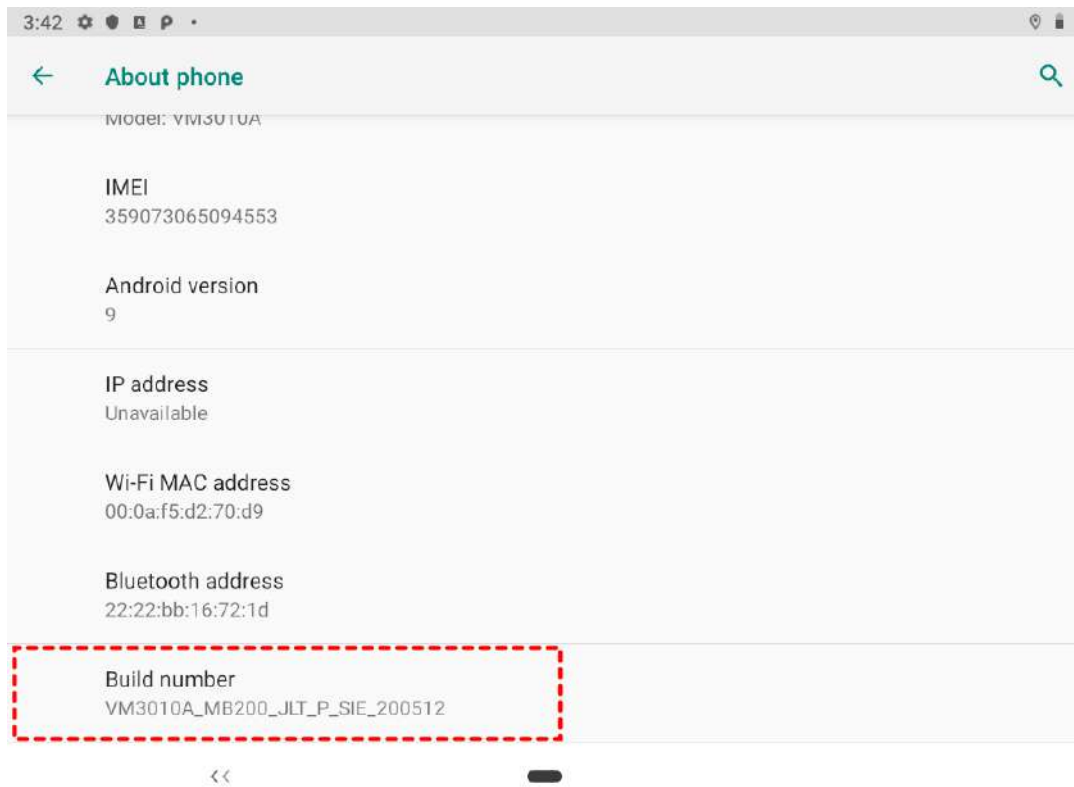 3:42
About phone
Model: VM3010A
IMEI
359073065094553
Android version
9
IP address
Unavailable
Wi-Fi MAC address
00:0a:f5:d2:70:d9
Bluetooth address
22:22:bb:16:72:1d
Build number
VM3010A_MB200_JLT_P_SIE_200512